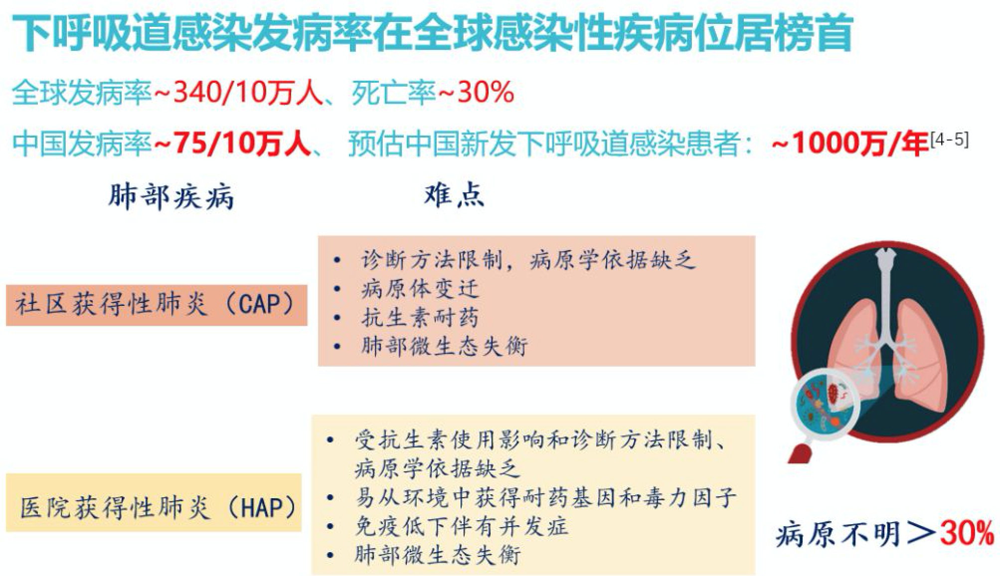 下呼吸道感染发病率在全球感染性疾病位居榜首
全球发病率~340/10万人、死亡率~30%
中国发病率~75/10万人、 预估中国新发下呼吸道感染患者：~1000万/年[4-5]
肺部疾病
难点
社区获得性肺炎（CAP）
• 诊断方法限制，病原学依据缺乏
• 病原体变迁
• 抗生素耐药
• 肺部微生态失衡
医院获得性肺炎（HAP）
• 受抗生素使用影响和诊断方法限制、
病原学依据缺乏
• 易从环境中获得耐药基因和毒力因子
• 免疫低下伴有并发症
• 肺部微生态失衡
病原不明＞30%